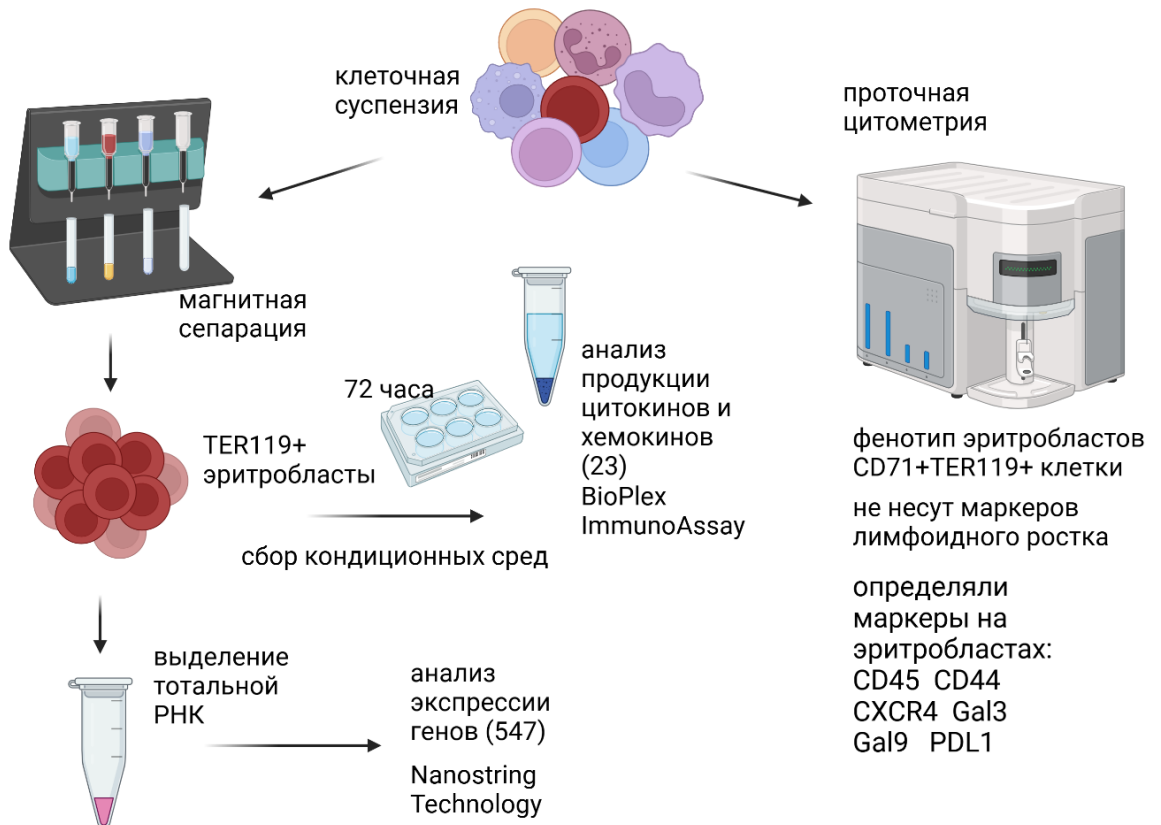 клеточная
суспензия
проточная
цитометрия
магнитная
сепарация
72 часа
TER119+
эритробласты
анализ
продукции
цитокинов и
хемокинов
(23)
BioPlex
ImmunoAssay
сбор кондиционных сред
фенотип эритробластов
CD71+TER119+ клетки
не несут маркеров
лимфоидного ростка
определяли
маркеры на
эритробластах:
CD45 CD44
CXCR4 Gal3
Gal9 PDL1
выделение
тотальной
РНК
анализ
экспрессии
генов (547)
Nanostring
Technology